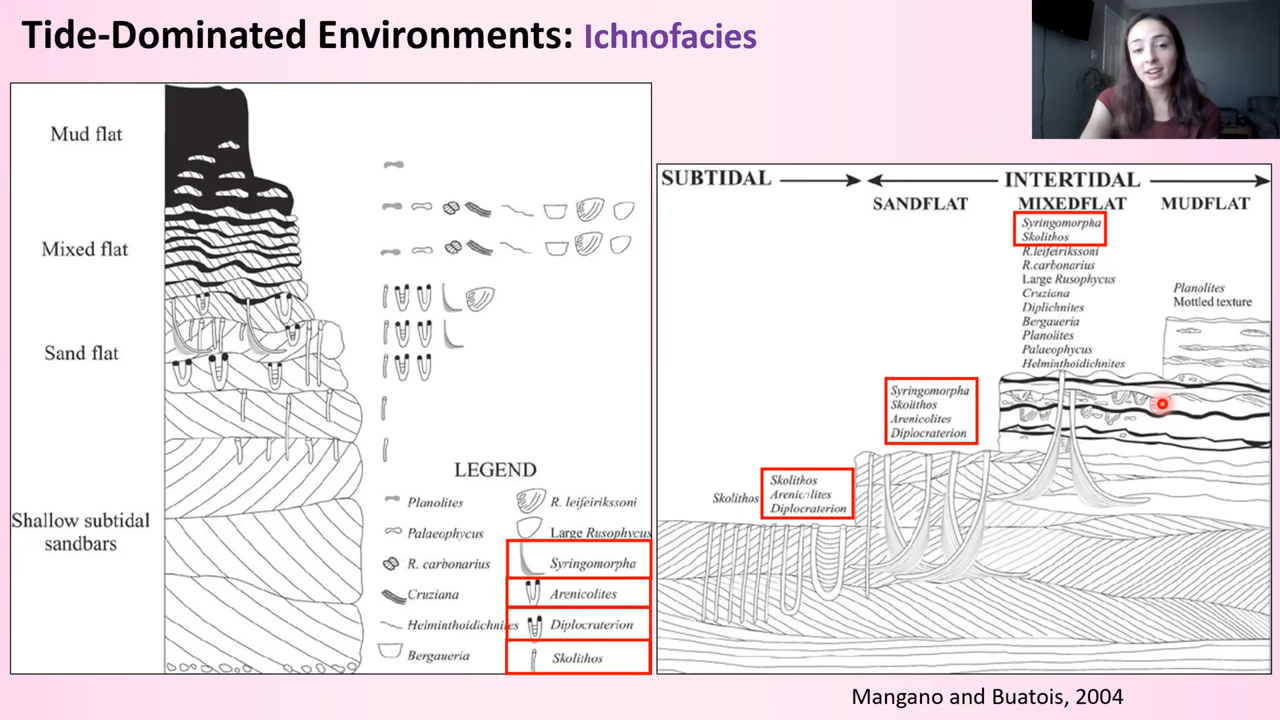 Tide-Dominated Environments: Ichnofacies
Mud flat
Mixed flat
Sand flat
Shallow subtidal
sandbars
LEGEND
Planolites
Palaeophycus
R. carbonarius
Cruziana
Helminthoidichnites
Bergaueria
R. leifeirikssoni
Large Rusophycus
Syringomorpha
Arenicolites
Diplocraterion
Skolithos
SUBTIDAL
INTERTIDAL
SANDFLAT
MIXEDFLAT
MUDFLAT
Syringomorpha
Skolithos
R.leifeirikssoni
R.carbonarius
Large Rusophycus
Cruziana
Diplichnites
Bergaueria
Planolites
Palaeophycus
Helminthoidichnites
Planolites
Mottled texture
Syringomorpha
Skolithos
Arenicolites
Diplocraterion
Skolithos
Skolithos
Arenicolites
Diplocraterion
Mangano and Buatois, 2004